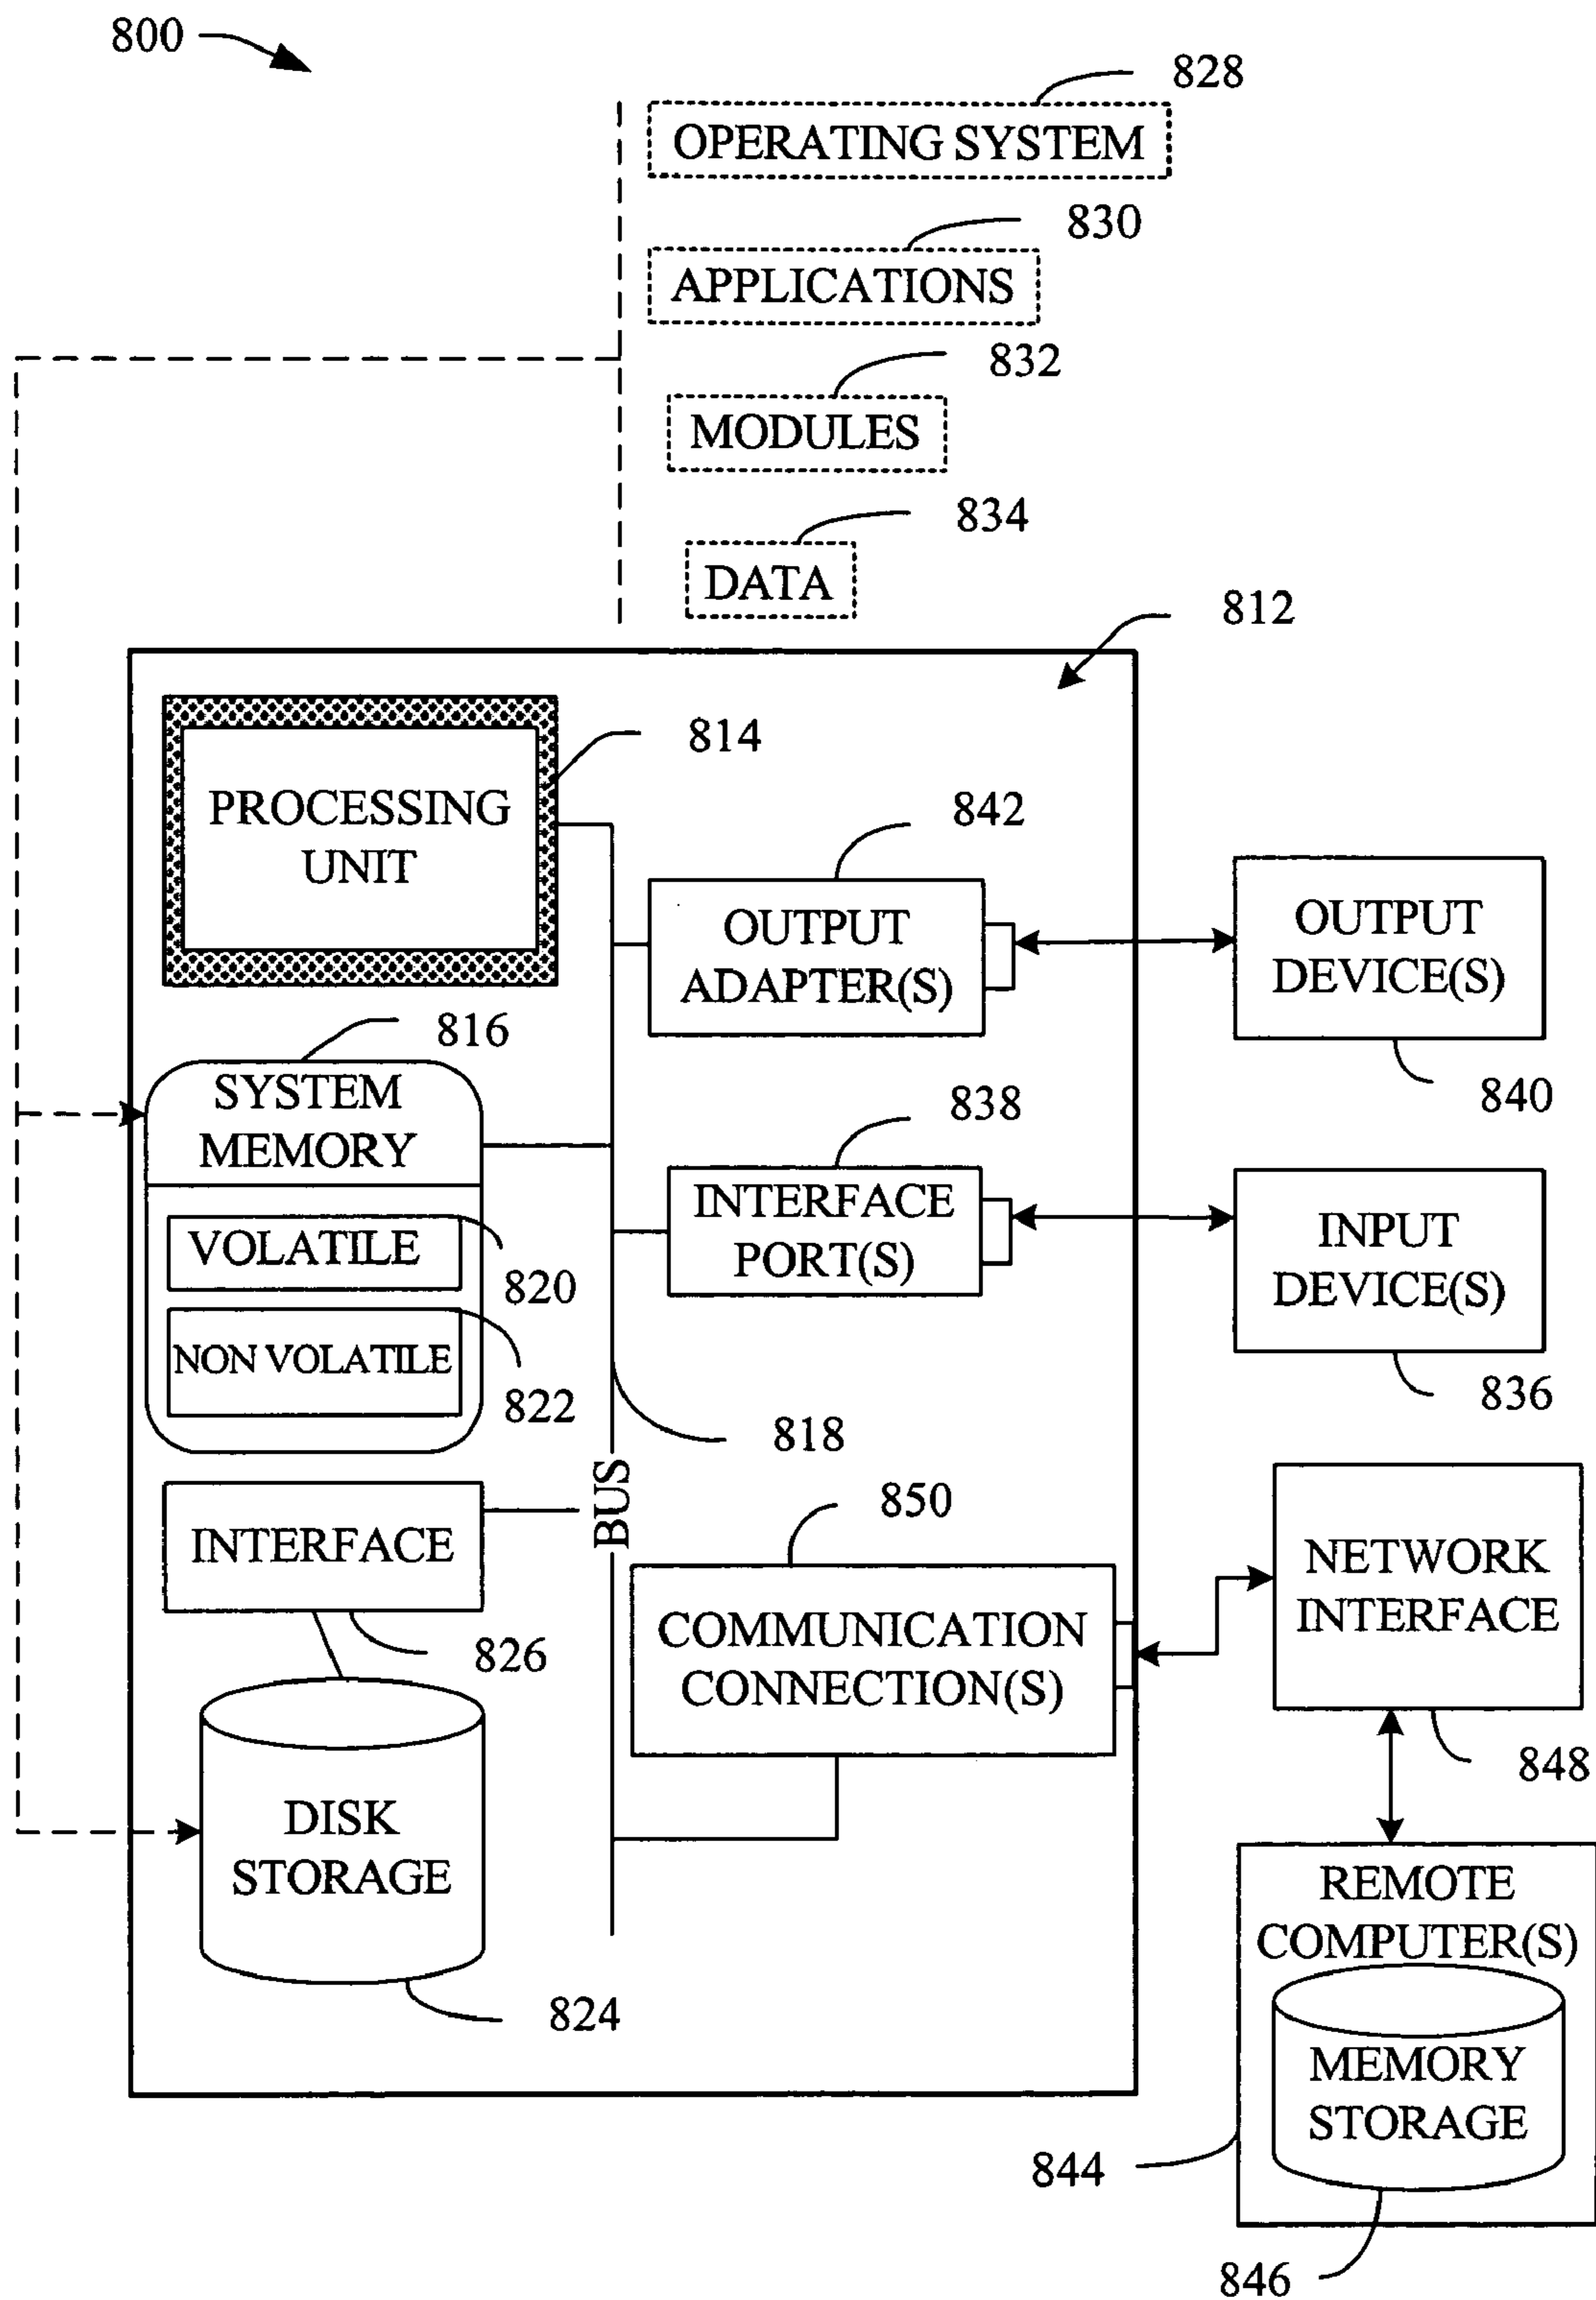 800
828
OPERATING SYSTEM
830
APPLICATIONS
832
MODULES
834
DATA
812
814
PROCESSING
UNIT
842
OUTPUT
ADAPTER(S)
OUTPUT
DEVICE(S)
840
816
SYSTEM
MEMORY
838
INTERFACE
PORT(S)
INPUT
DEVICE(S)
836
VOLATILE
820
NON VOLATILE
822
818
BUS
INTERFACE
826
850
COMMUNICATION
CONNECTION(S)
NETWORK
INTERFACE
848
DISK
STORAGE
824
REMOTE
COMPUTER(S)
MEMORY
STORAGE
844
846